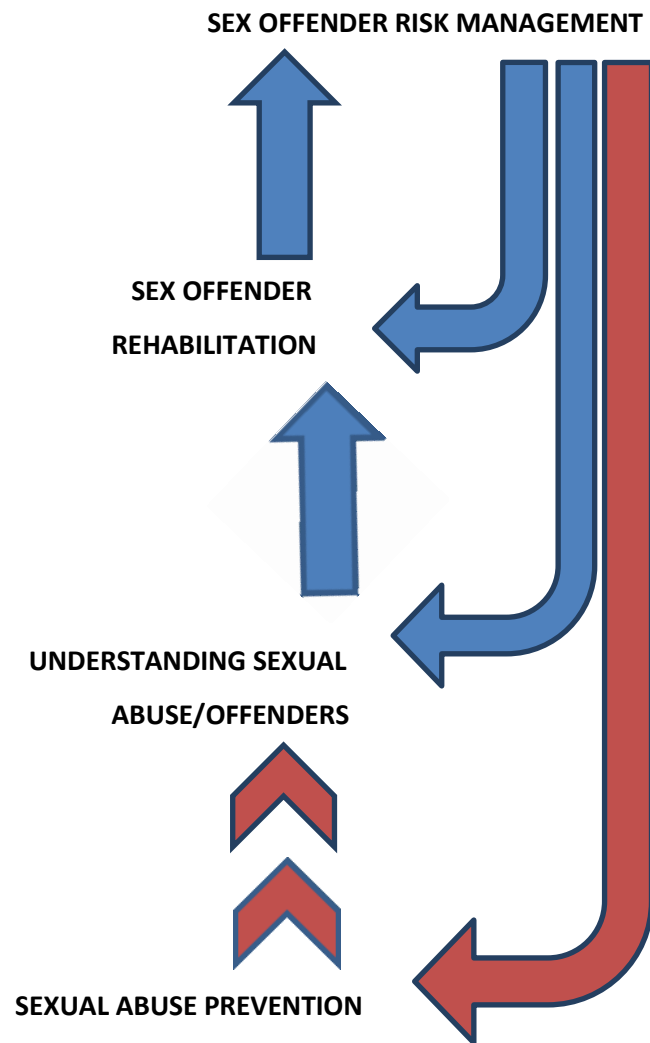 SEX OFFENDER RISK MANAGEMENT
SEX OFFENDER
REHABILITATION
UNDERSTANDING SEXUAL
ABUSE/OFFENDERS
SEXUAL ABUSE PREVENTION